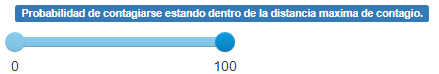 Probabilidad de contagiarse estando dentro de la distancia maxima de contagio.
0 100